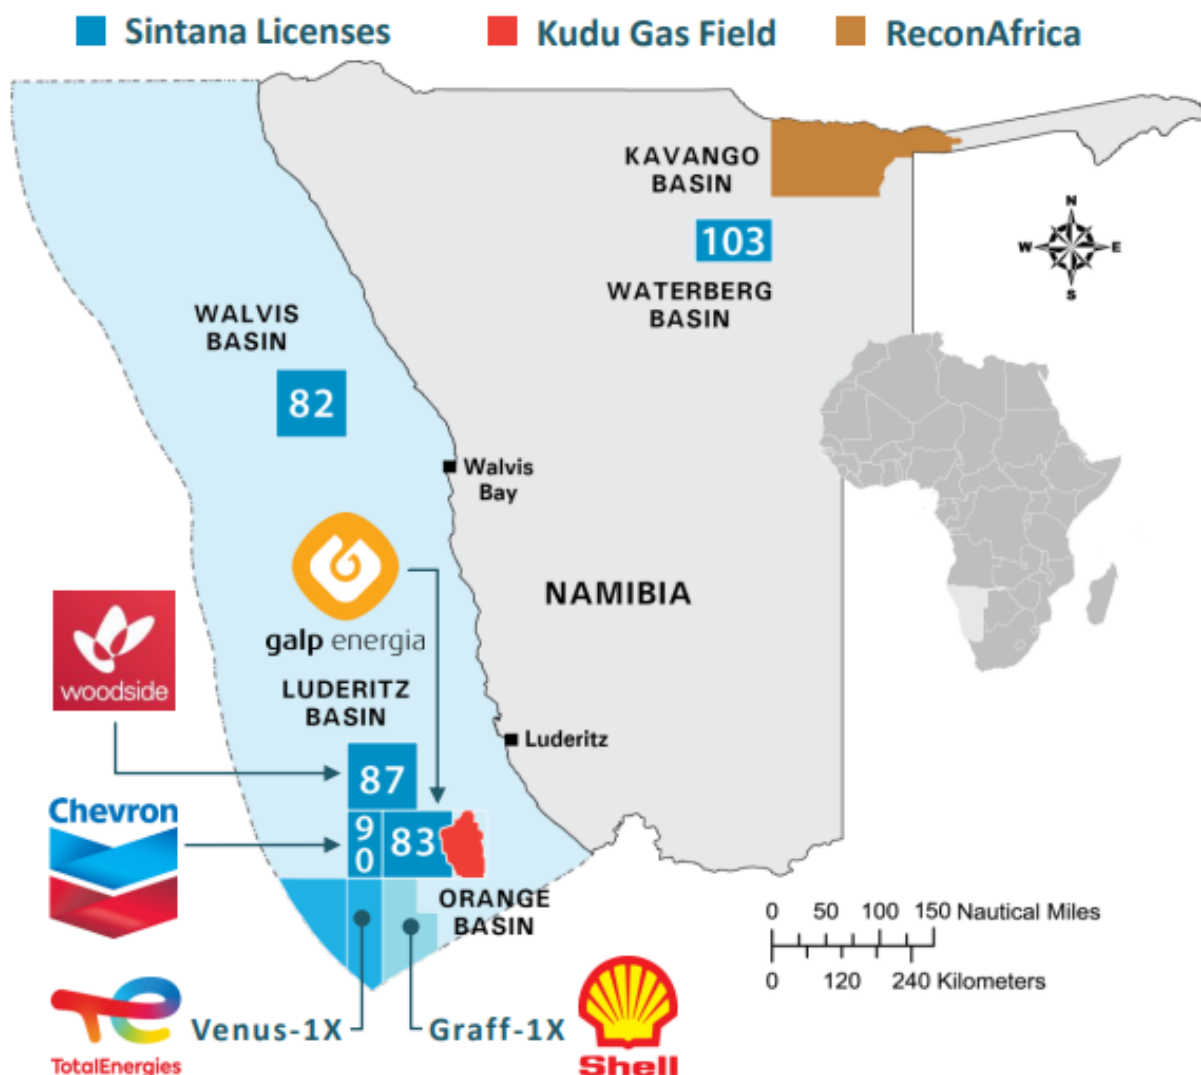 Sintana Licenses
Kudu Gas Field
ReconAfrica
KAVANGO
BASIN
103
WATERBERG
BASIN
N
W
E
S
WALVIS
BASIN
82
Walvis
Bay
galp energia
NAMIBIA
woodside
LUDERITZ
BASIN
Luderitz
87
Chevron
90
83
ORANGE
BASIN
0 50 100 150 Nautical Miles
0 120 240 Kilometers
TotalEnergies
Venus-1X
Graff-1X
Shell